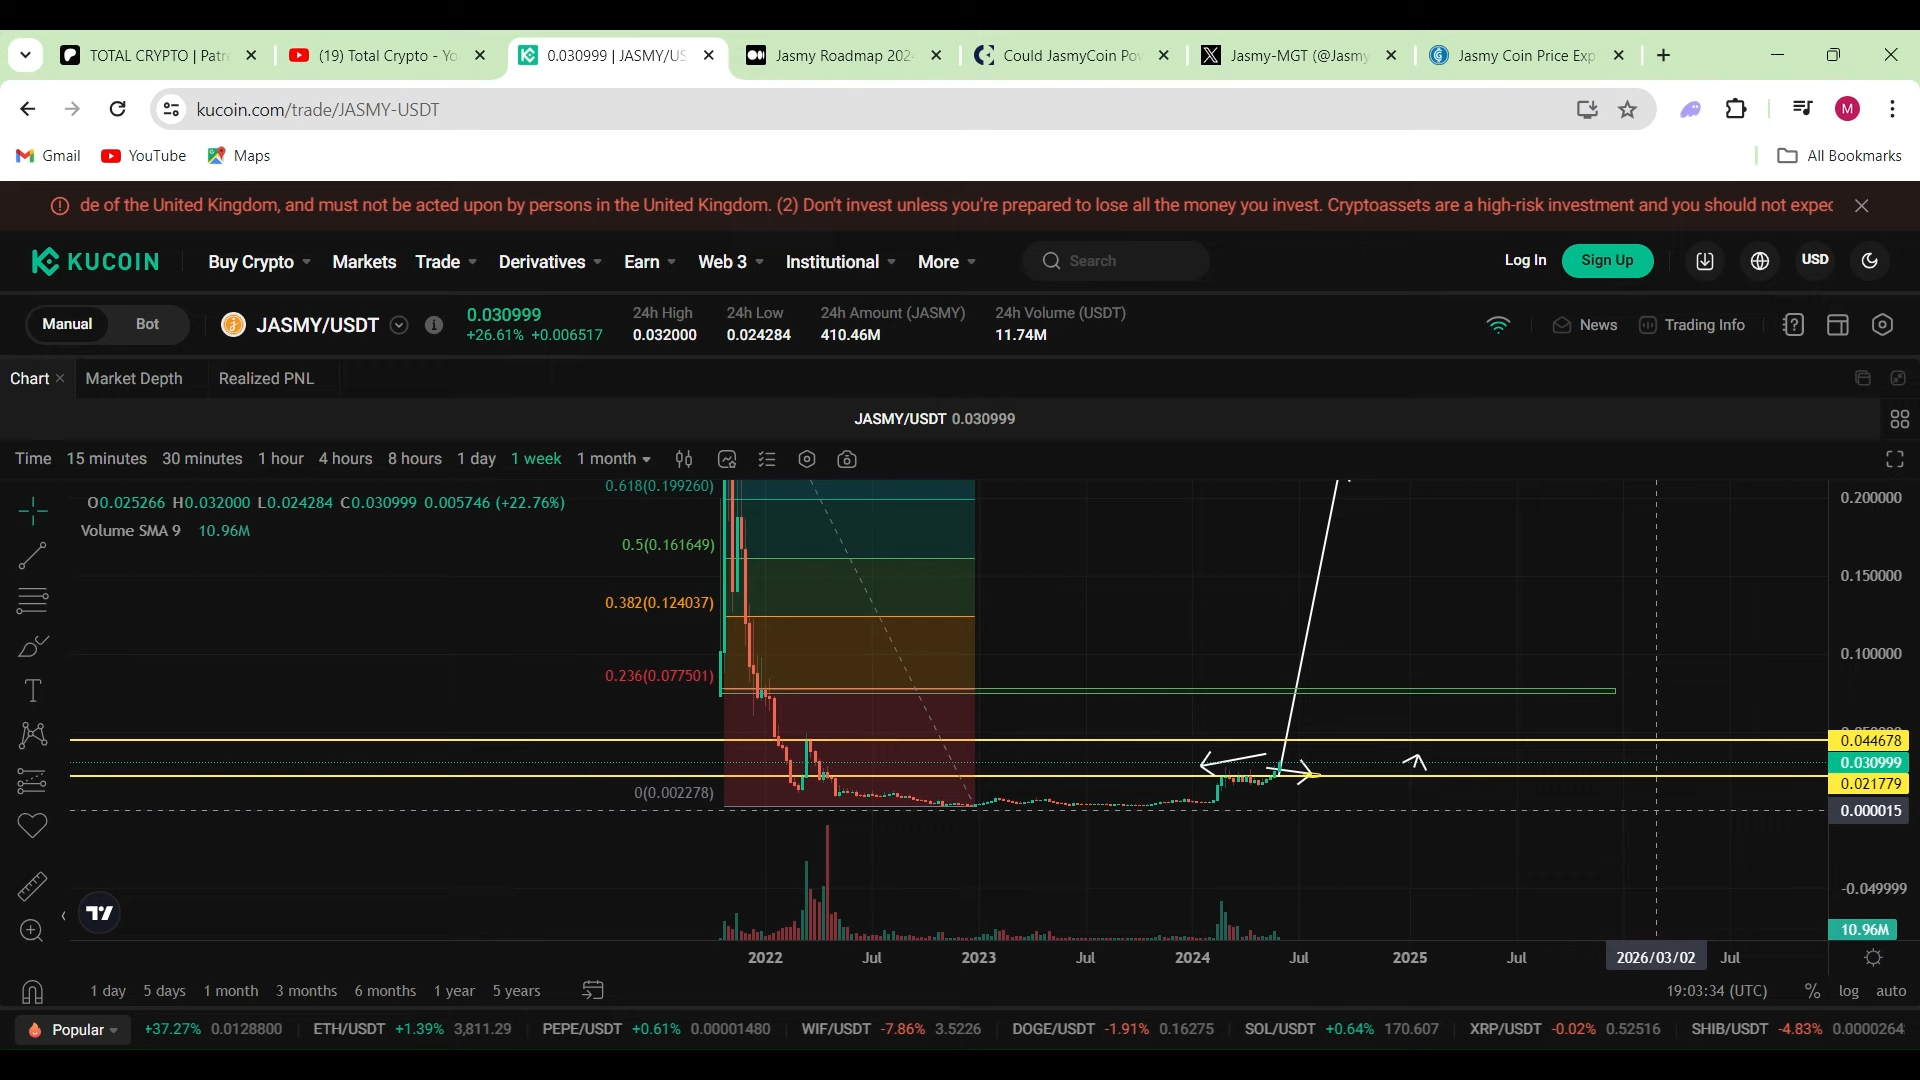 TOTAL CRYPTO | Patre
(19) Total Crypto - Yo
0.030999 | JASMY/US
Jasmy Roadmap 202
Could JasmyCoin Po
Jasmy-MGT (@Jasmy
Jasmy Coin Price Exp
kucoin.com/trade/JASMY-USDT
M
Gmail YouTube Maps All Bookmarks
de of the United Kingdom, and must not be acted upon by persons in the United Kingdom. (2) Don't invest unless you're prepared to lose all the money you invest. Cryptoassets are a high-risk investment and you should not expec
KUCOIN Buy Crypto Markets Trade Derivatives Earn Web 3 Institutional More Search Log In Sign Up USD
Manual Bot JASMY/USDT 0.030999 24h High 24h Low 24h Amount (JASMY) 24h Volume (USDT) News Trading Info
+26.61% +0.006517 0.032000 0.024284 410.46M 11.74M
Chart Market Depth Realized PNL
JASMY/USDT 0.030999
Time 15 minutes 30 minutes 1 hour 4 hours 8 hours 1 day 1 week 1 month
O0.025266 H0.032000 L0.024284 C0.030999 0.005746 (+22.76%)
Volume SMA 9 10.96M
0.618(0.199260)
0.200000
0.5(0.161649)
0.150000
0.382(0.124037)
0.100000
0.236(0.077501)
0.044678
0.030999
0.021779
0(0.002278)
0.000015
-0.049999
10.96M
2022 Jul 2023 Jul 2024 Jul 2025 Jul 2026/03/02 Jul
1 day 5 days 1 month 3 months 6 months 1 year 5 years 19:03:34 (UTC) % log auto
Popular +37.27% 0.0128800 ETH/USDT +1.39% 3,811.29 PEPE/USDT +0.61% 0.00001480 WIF/USDT -7.86% 3.5226 DOGE/USDT -1.91% 0.16275 SOL/USDT +0.64% 170.607 XRP/USDT -0.02% 0.52516 SHIB/USDT -4.83% 0.0000264